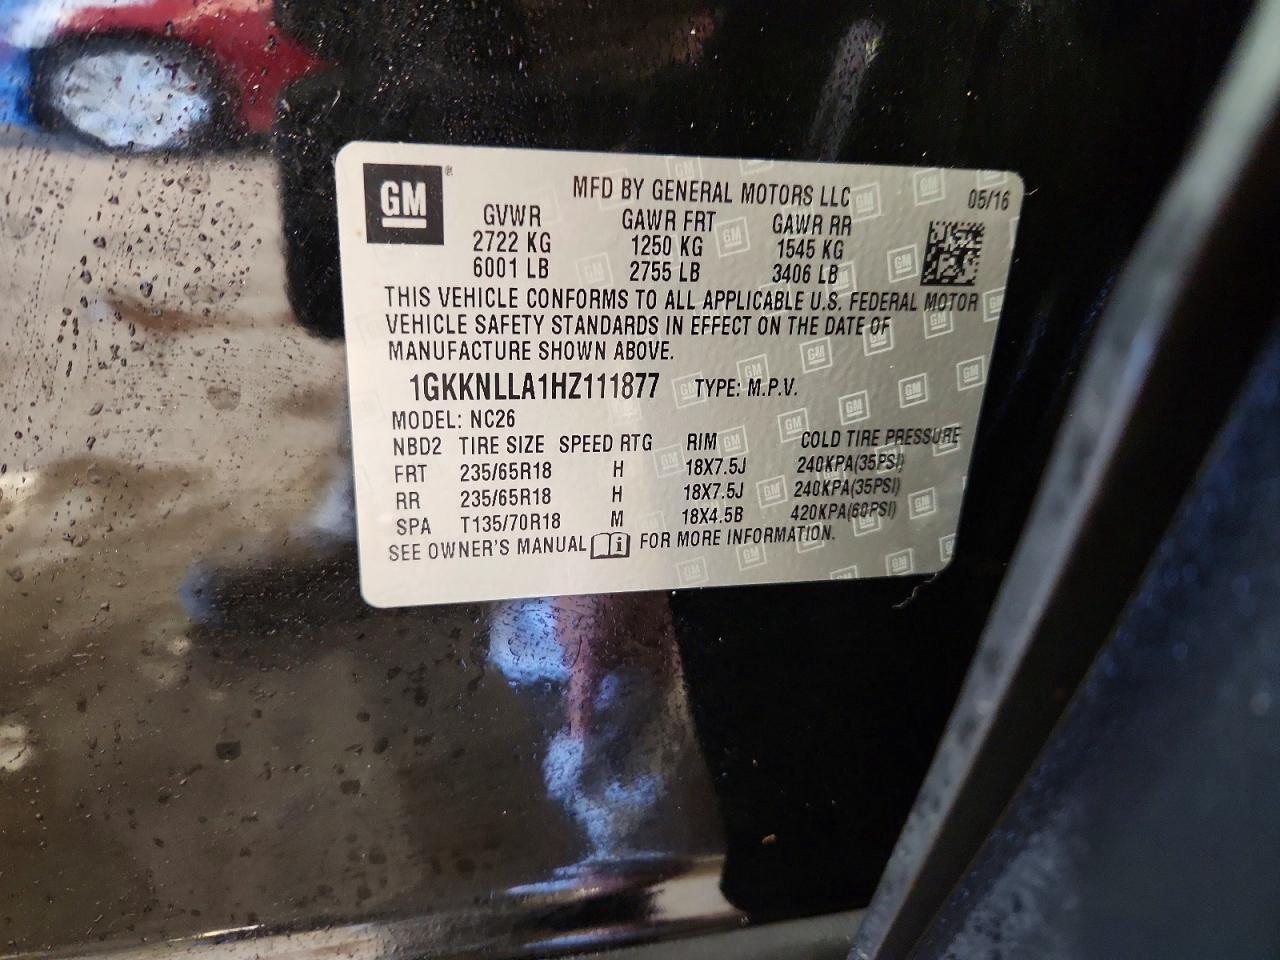 GM
MFD BY GENERAL MOTORS LLC 05/16
GVWR GAWR FRT GAWR RR
2722 KG 1250 KG 1545 KG
6001 LB 2755 LB 3406 LB
THIS VEHICLE CONFORMS TO ALL APPLICABLE U.S. FEDERAL MOTOR
VEHICLE SAFETY STANDARDS IN EFFECT ON THE DATE OF
MANUFACTURE SHOWN ABOVE.
1GKKNLLA1HZ111877 TYPE: M.P.V.
MODEL: NC26
NBD2 TIRE SIZE SPEED RTG RIM COLD TIRE PRESSURE
FRT 235/65R18 H 18X7.5J 240KPA(35PSI)
RR 235/65R18 H 18X7.5J 240KPA(35PSI)
SPA T135/70R18 M 18X4.5B 420KPA(60PSI)
SEE OWNER'S MANUAL i FOR MORE INFORMATION.